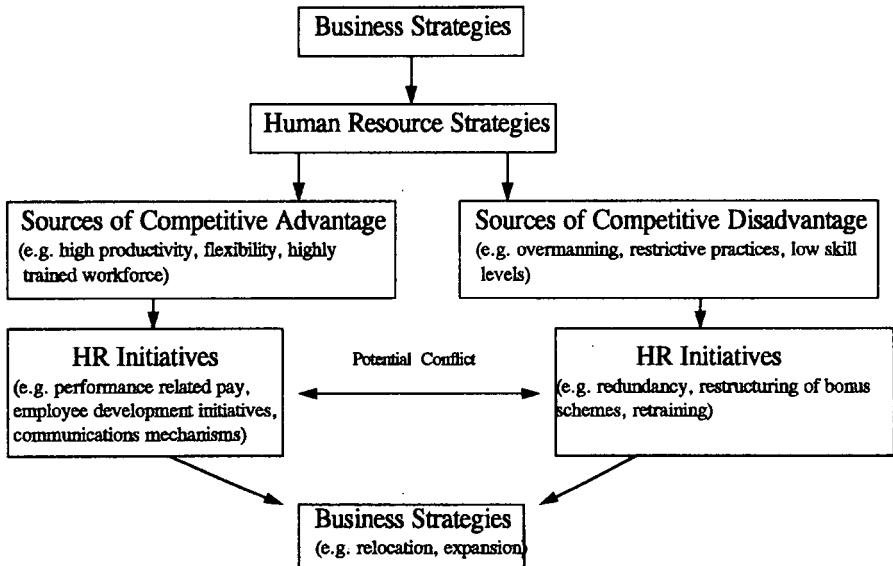 Business Strategies
Human Resource Strategies
Sources of Competitive Advantage
(e.g. high productivity, flexibility, highly
trained workforce)
Sources of Competitive Disadvantage
(e.g. overmanning, restrictive practices, low skill
levels)
HR Initiatives
(e.g. performance related pay,
employee development initiatives,
communications mechanisms)
Potential Conflict
HR Initiatives
(e.g. redundancy, restructuring of bonus
schemes, retraining)
Business Strategies
(e.g. relocation, expansion)